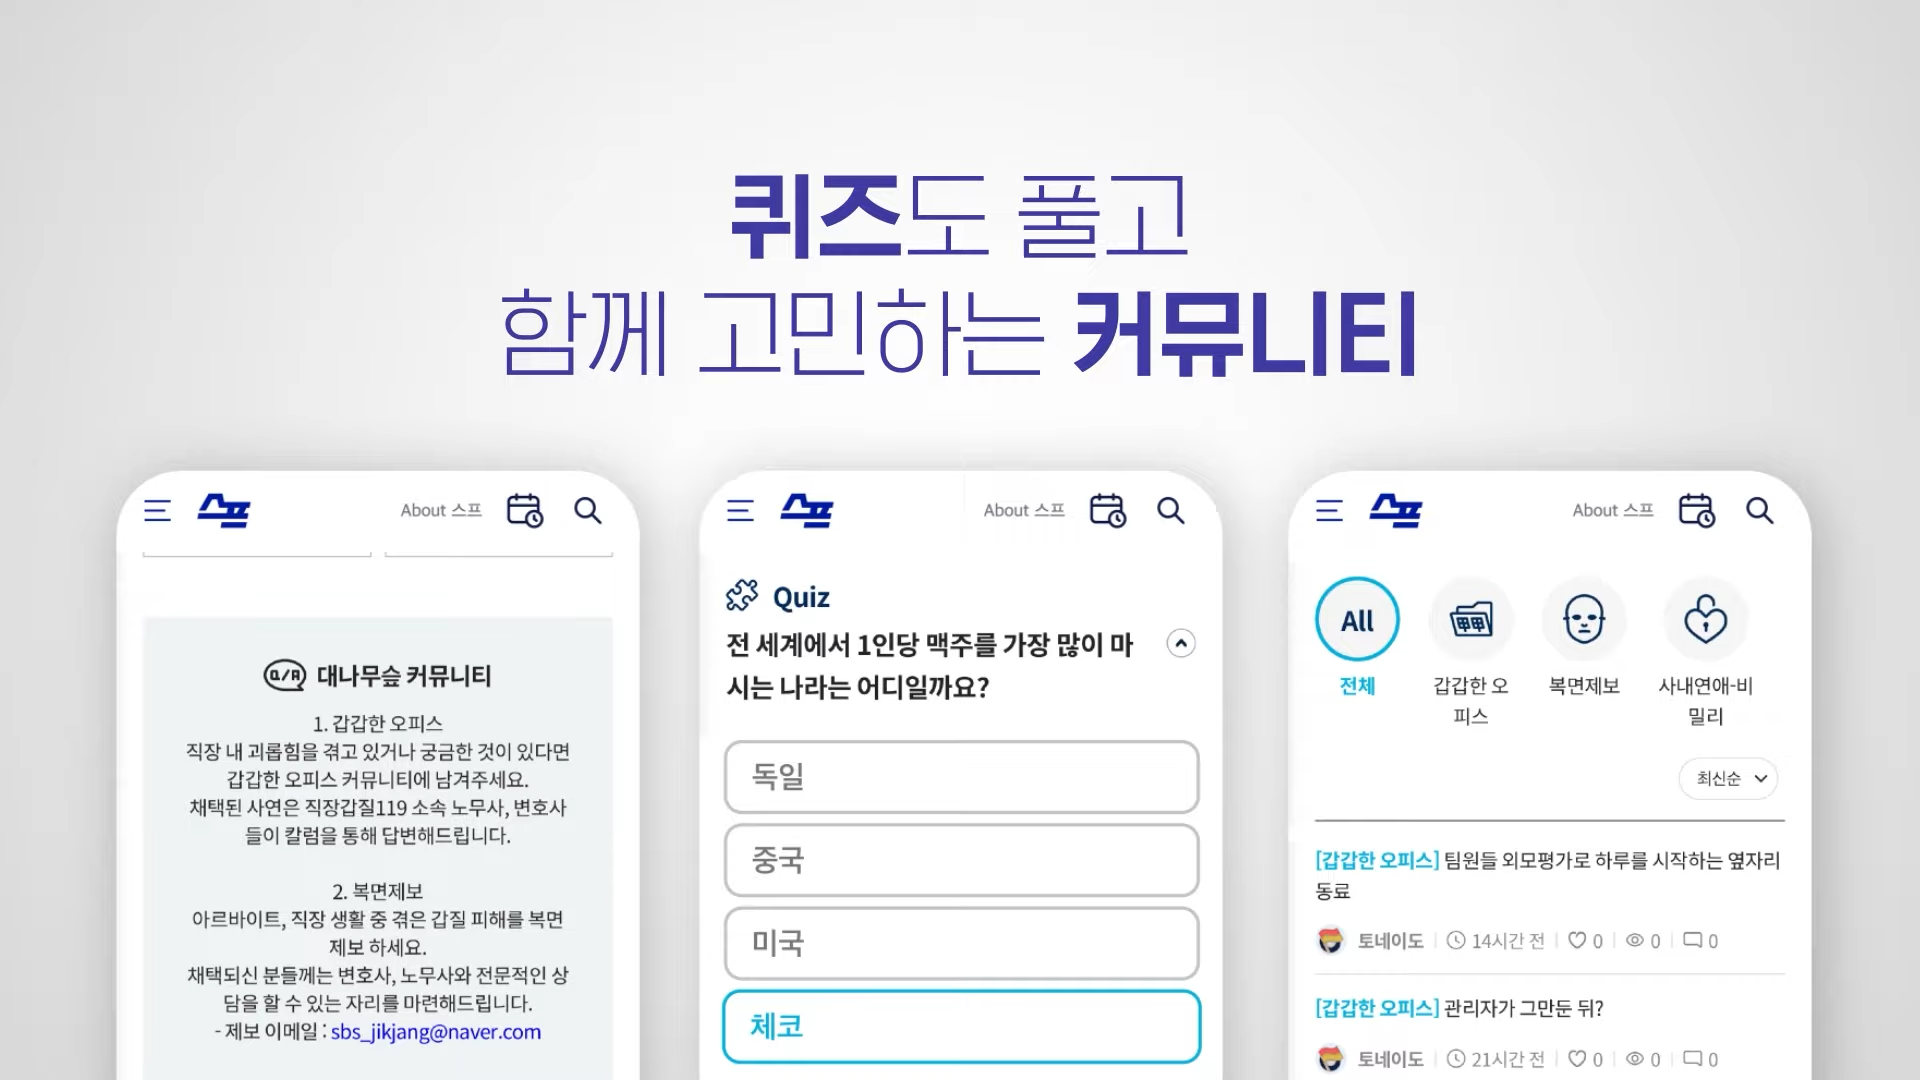 퀴즈도 풀고
함께 고민하는 커뮤니티
스프
About 스프
Q/A 대나무숲 커뮤니티
1. 갑갑한 오피스
직장 내 괴롭힘을 겪고 있거나 궁금한 것이 있다면
갑갑한 오피스 커뮤니티에 남겨주세요.
채택된 사연은 직장갑질119 소속 노무사, 변호사
들이 칼럼을 통해 답변해드립니다.
2. 복면제보
아르바이트, 직장 생활 중 겪은 갑질 피해를 복면
제보 하세요.
채택되신 분들께는 변호사, 노무사와 전문적인 상
담을 할 수 있는 자리를 마련해드립니다.
- 제보 이메일 : sbs_jikjang@naver.com
스프
About 스프
Quiz
전 세계에서 1인당 맥주를 가장 많이 마
시는 나라는 어디일까요?
독일
중국
미국
체코
스프
About 스프
All
전체
갑갑한 오
피스
복면제보
사내연애-비
밀리
최신순
[갑갑한 오피스] 팀원들 외모평가로 하루를 시작하는 옆자리
동료
토네이도 14시간 전 0 0 0
[갑갑한 오피스] 관리자가 그만둔 뒤?
토네이도 21시간 전 0 0 0